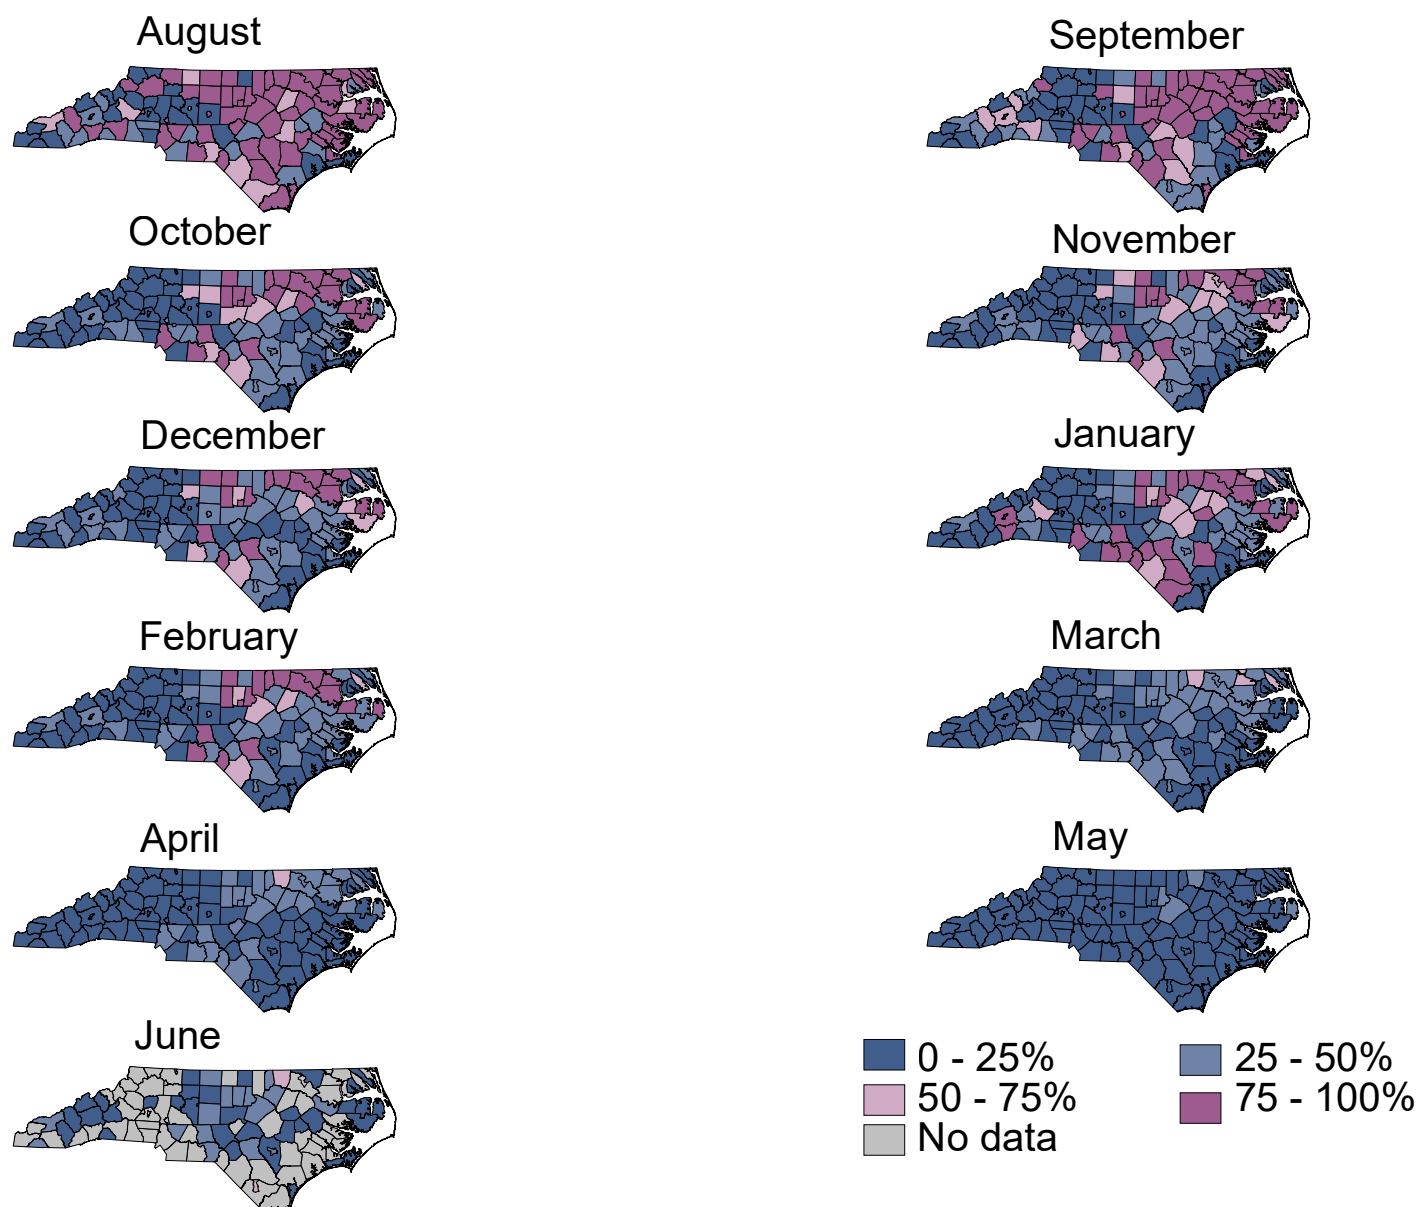 August
September
October
November
December
January
February
March
April
May
June
0 - 25%
25 - 50%
50 - 75%
75 - 100%
No data